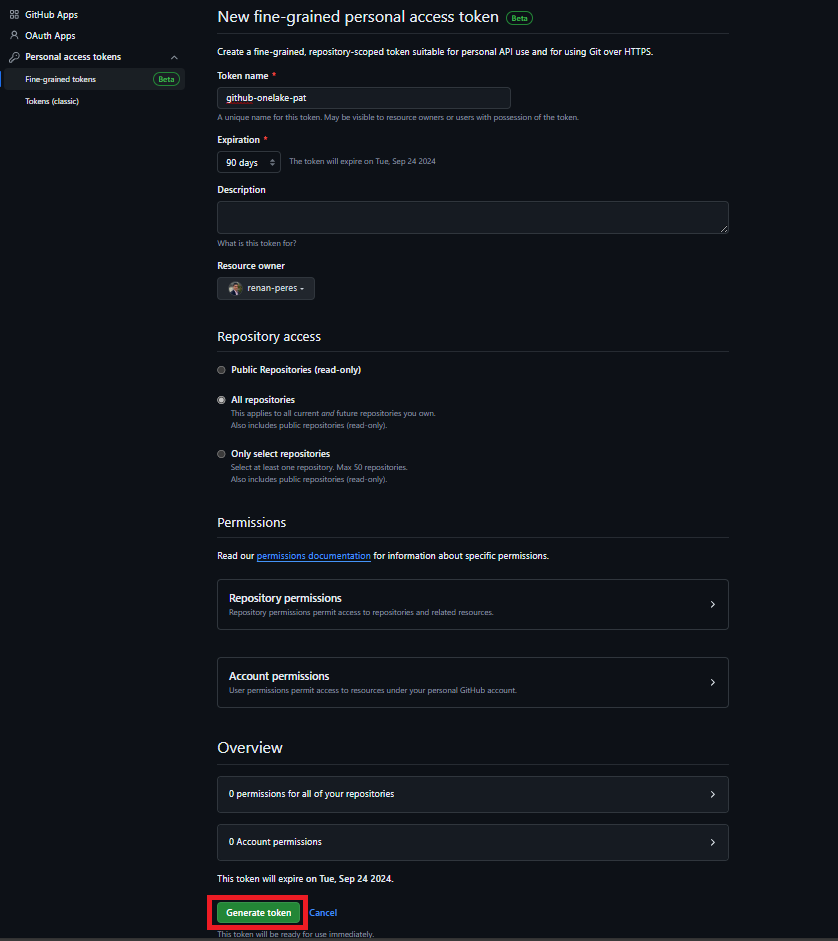 GitHub Apps
OAuth Apps
Personal access tokens
Fine-grained tokens Beta
Tokens (classic)
New fine-grained personal access token Beta
Create a fine-grained, repository-scoped token suitable for personal API use and for using Git over HTTPS.
Token name *
github-onelake-pat
A unique name for this token. May be visible to resource owners or users with possession of the token.
Expiration *
90 days The token will expire on Tue, Sep 24 2024
Description
What is this token for?
Resource owner
renan-peres
Repository access
Public Repositories (read-only)
All repositories
This applies to all current and future repositories you own.
Also includes public repositories (read-only).
Only select repositories
Select at least one repository. Max 50 repositories.
Also includes public repositories (read-only).
Permissions
Read our permissions documentation for information about specific permissions.
Repository permissions
Repository permissions permit access to repositories and related resources.
Account permissions
User permissions permit access to resources under your personal GitHub account.
Overview
0 permissions for all of your repositories
0 Account permissions
This token will expire on Tue, Sep 24 2024.
Generate token Cancel
This token will be ready for use immediately.